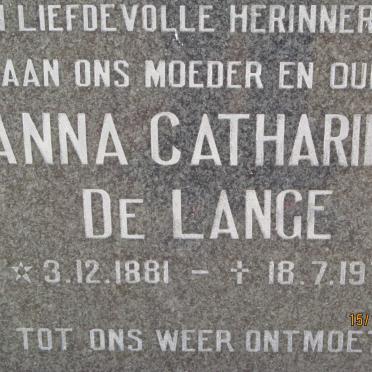 LIEFDEVOLLE HERINNER
AAN ONS MOEDER EN OU
ANNA CATHARI
DE LANGE
☆ 3.12.1881 – ✝ 18.7.19
TOT ONS WEER ONTMOET
15/